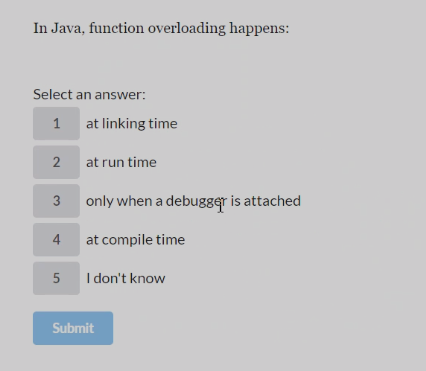 In Java, function overloading happens:
Select an answer:
1 at linking time
2 at run time
3 only when a debugger is attached
4 at compile time
5 I don't know
Submit